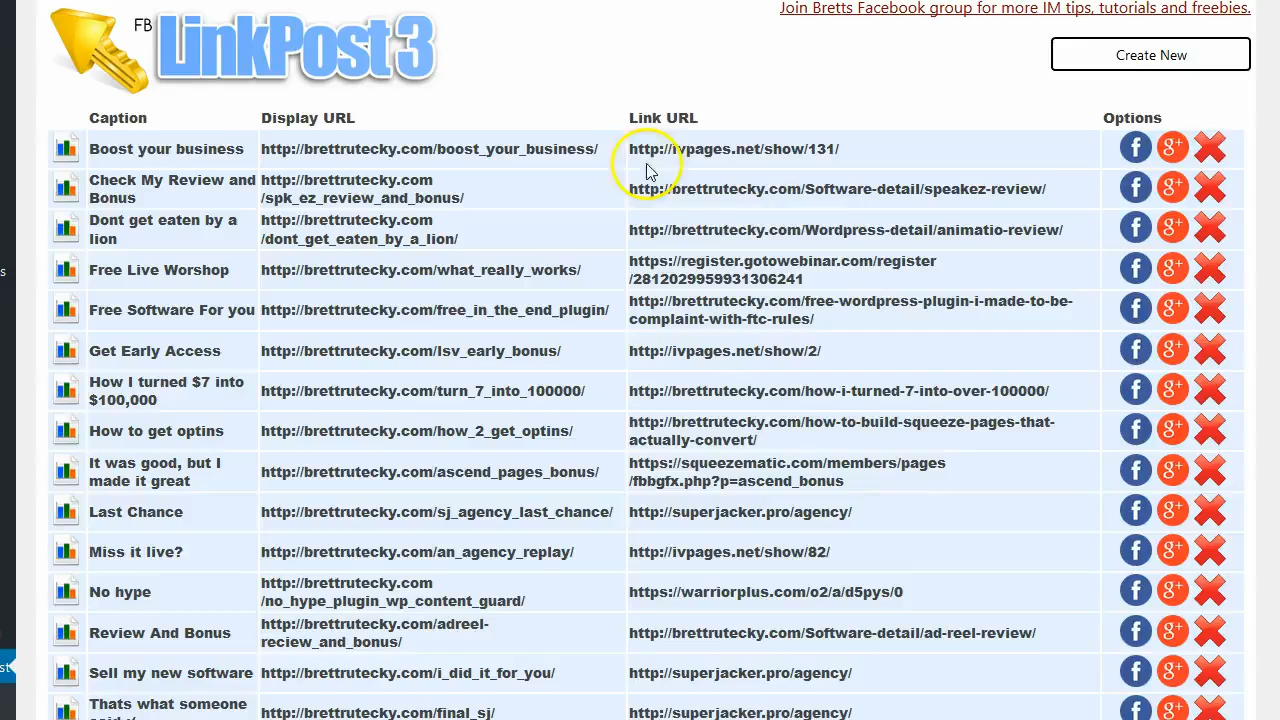 Join Bretts Facebook group for more IM tips, tutorials and freebies.
FB LinkPost 3
Create New
Caption Display URL Link URL Options
Boost your business http://brettrutecky.com/boost_your_business/ http://ivpages.net/show/131/
Check My Review and http://brettrutecky.com
Bonus /spk_ez_review_and_bonus/ http://brettrutecky.com/Software-detail/speakez-review/
Dont get eaten by a http://brettrutecky.com
lion /dont_get_eaten_by_a_lion/ http://brettrutecky.com/Wordpress-detail/animatio-review/
Free Live Worshop http://brettrutecky.com/what_really_works/ https://register.gotowebinar.com/register
/2812029959931306241
Free Software For you http://brettrutecky.com/free_in_the_end_plugin/ http://brettrutecky.com/free-wordpress-plugin-i-made-to-be-
complaint-with-ftc-rules/
Get Early Access http://brettrutecky.com/lsv_early_bonus/ http://ivpages.net/show/2/
How I turned $7 into
$100,000 http://brettrutecky.com/turn_7_into_100000/ http://brettrutecky.com/how-i-turned-7-into-over-100000/
How to get optins http://brettrutecky.com/how_2_get_optins/ http://brettrutecky.com/how-to-build-squeeze-pages-that-
actually-convert/
It was good, but I
made it great http://brettrutecky.com/ascend_pages_bonus/ https://squeezematic.com/members/pages
/fbbgfx.php?p=ascend_bonus
Last Chance http://brettrutecky.com/sj_agency_last_chance/ http://superjacker.pro/agency/
Miss it live? http://brettrutecky.com/an_agency_replay/ http://ivpages.net/show/82/
No hype http://brettrutecky.com
/no_hype_plugin_wp_content_guard/ https://warriorplus.com/o2/a/d5pys/0
Review And Bonus http://brettrutecky.com/adreel-
reciew_and_bonus/ http://brettrutecky.com/Software-detail/ad-reel-review/
Sell my new software http://brettrutecky.com/i_did_it_for_you/ http://superjacker.pro/agency/
Thats what someone http://brettrutecky.com/final_sj/ http://superjacker.pro/agency/